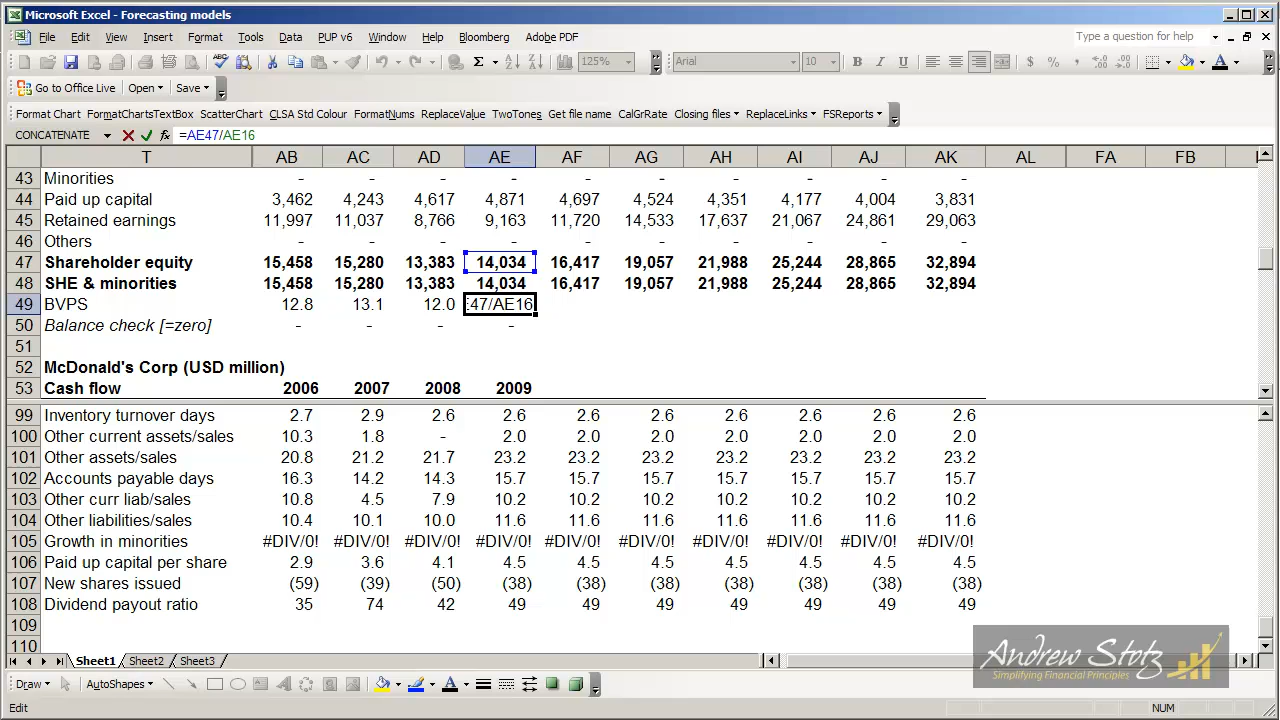 Microsoft Excel - Forecasting models
File Edit View Insert Format Tools Data PUP v6 Window Help Bloomberg Adobe PDF Type a question for help
125% Arial 10 B I U $ %
Go to Office Live Open Save
Format Chart FormatChartsTextBox ScatterChart CLSA Std Colour FormatNums ReplaceValue TwoTones Get file name CalGrRate Closing files ReplaceLinks FSReports
CONCATENATE fx =AE47/AE16
T AB AC AD AE AF AG AH AI AJ AK AL FA FB
43 Minorities - - - - - - - - - -
44 Paid up capital 3,462 4,243 4,617 4,871 4,697 4,524 4,351 4,177 4,004 3,831
45 Retained earnings 11,997 11,037 8,766 9,163 11,720 14,533 17,637 21,067 24,861 29,063
46 Others - - - - - - - - - -
47 Shareholder equity 15,458 15,280 13,383 14,034 16,417 19,057 21,988 25,244 28,865 32,894
48 SHE & minorities 15,458 15,280 13,383 14,034 16,417 19,057 21,988 25,244 28,865 32,894
49 BVPS 12.8 13.1 12.0 47/AE16
50 Balance check [=zero] - - - -
51
52 McDonald's Corp (USD million)
53 Cash flow 2006 2007 2008 2009
99 Inventory turnover days 2.7 2.9 2.6 2.6 2.6 2.6 2.6 2.6 2.6 2.6
100 Other current assets/sales 10.3 1.8 - 2.0 2.0 2.0 2.0 2.0 2.0 2.0
101 Other assets/sales 20.8 21.2 21.7 23.2 23.2 23.2 23.2 23.2 23.2 23.2
102 Accounts payable days 16.3 14.2 14.3 15.7 15.7 15.7 15.7 15.7 15.7 15.7
103 Other curr liab/sales 10.8 4.5 7.9 10.2 10.2 10.2 10.2 10.2 10.2 10.2
104 Other liabilities/sales 10.4 10.1 10.0 11.6 11.6 11.6 11.6 11.6 11.6 11.6
105 Growth in minorities #DIV/0! #DIV/0! #DIV/0! #DIV/0! #DIV/0! #DIV/0! #DIV/0! #DIV/0! #DIV/0! #DIV/0!
106 Paid up capital per share 2.9 3.6 4.1 4.5 4.5 4.5 4.5 4.5 4.5 4.5
107 New shares issued (59) (39) (50) (38) (38) (38) (38) (38) (38) (38)
108 Dividend payout ratio 35 74 42 49 49 49 49 49 49 49
109
110
Andrew Stotz
Simplifying Financial Principles
Sheet1 Sheet2 Sheet3
Draw AutoShapes
Edit NUM